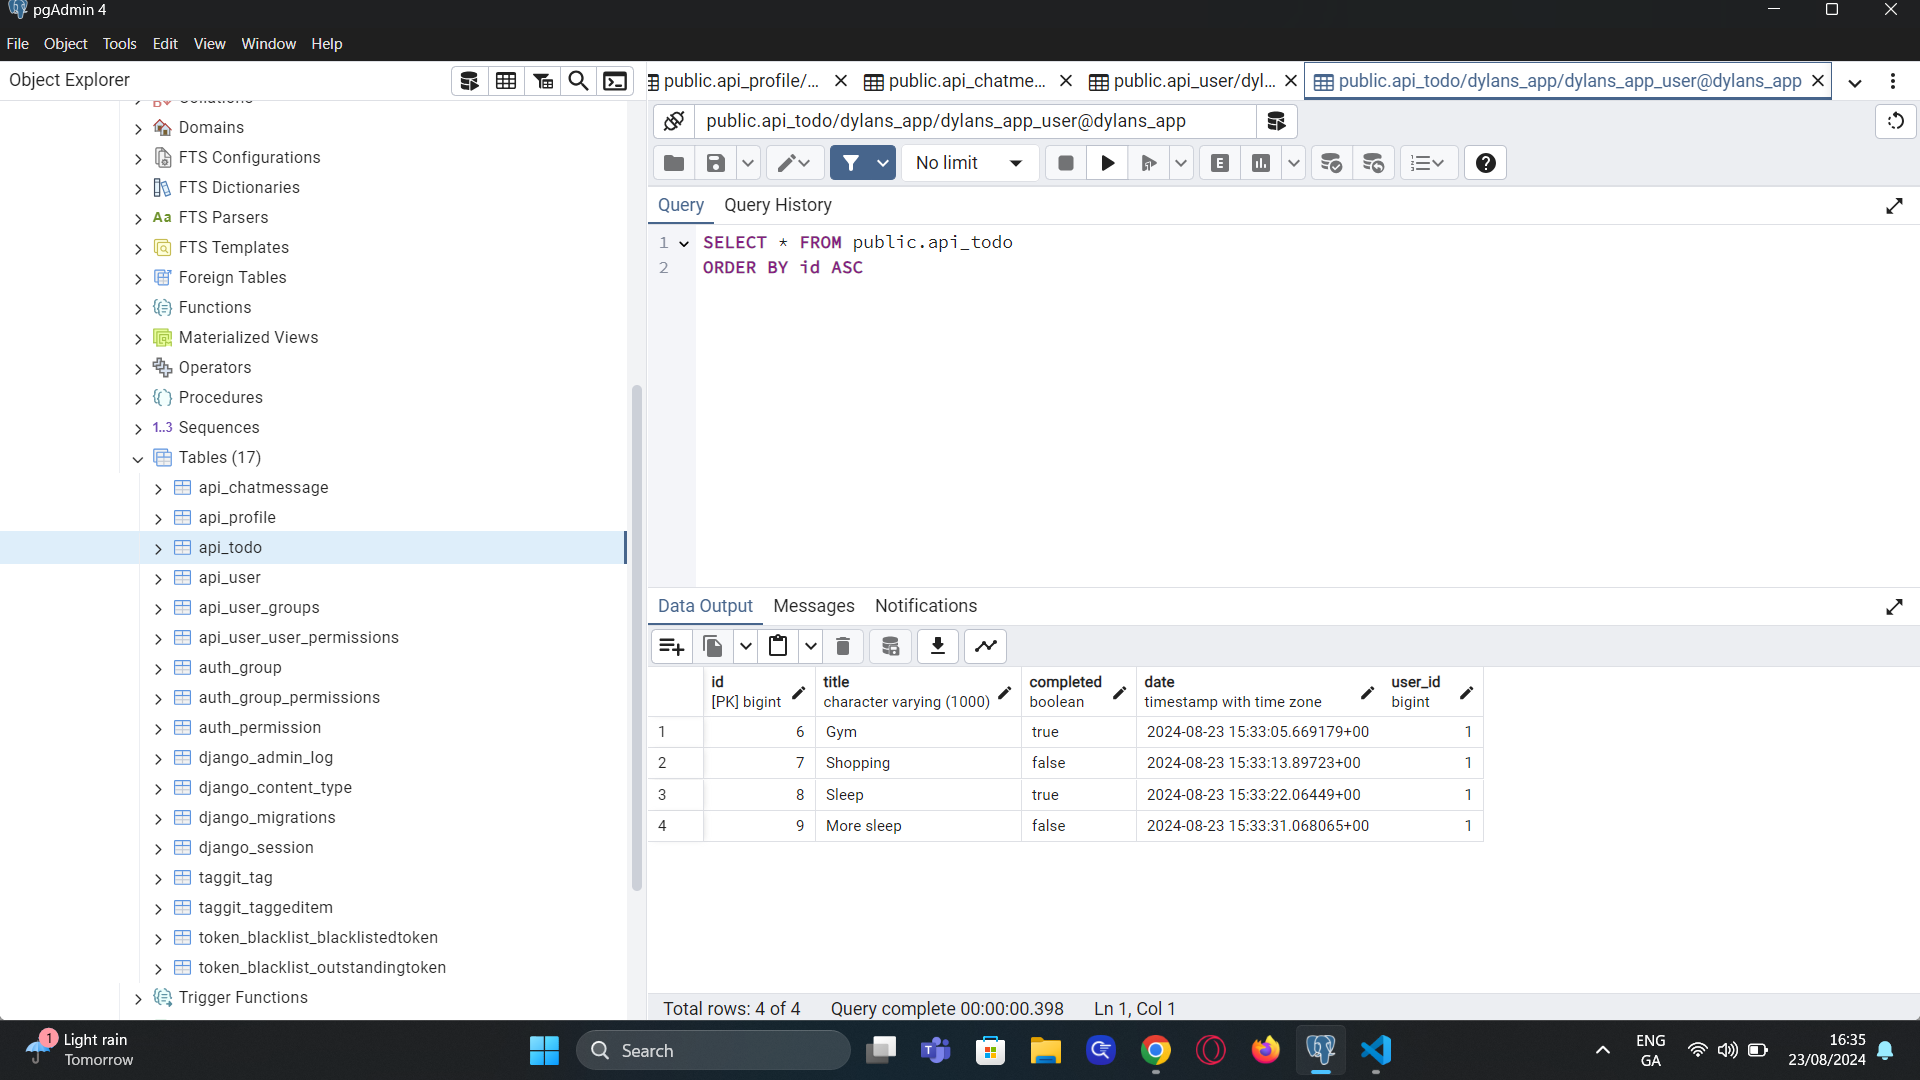 pgAdmin 4
File Object Tools Edit View Window Help
Object Explorer
public.api_profile/... public.api_chatme... public.api_user/dyl... public.api_todo/dylans_app/dylans_app_user@dylans_app
public.api_todo/dylans_app/dylans_app_user@dylans_app
No limit
Query Query History
1 SELECT * FROM public.api_todo
2 ORDER BY id ASC
Domains
FTS Configurations
FTS Dictionaries
Aa FTS Parsers
FTS Templates
Foreign Tables
Functions
Materialized Views
Operators
Procedures
1..3 Sequences
Tables (17)
api_chatmessage
api_profile
api_todo
api_user
api_user_groups
api_user_user_permissions
auth_group
auth_group_permissions
auth_permission
django_admin_log
django_content_type
django_migrations
django_session
taggit_tag
taggit_taggeditem
token_blacklist_blacklistedtoken
token_blacklist_outstandingtoken
Trigger Functions
Data Output Messages Notifications
id title completed date user_id
[PK] bigint character varying (1000) boolean timestamp with time zone bigint
1 6 Gym true 2024-08-23 15:33:05.669179+00 1
2 7 Shopping false 2024-08-23 15:33:13.89723+00 1
3 8 Sleep true 2024-08-23 15:33:22.06449+00 1
4 9 More sleep false 2024-08-23 15:33:31.068065+00 1
Total rows: 4 of 4 Query complete 00:00:00.398 Ln 1, Col 1
1 Light rain
Tomorrow
Search
ENG
GA
16:35
23/08/2024